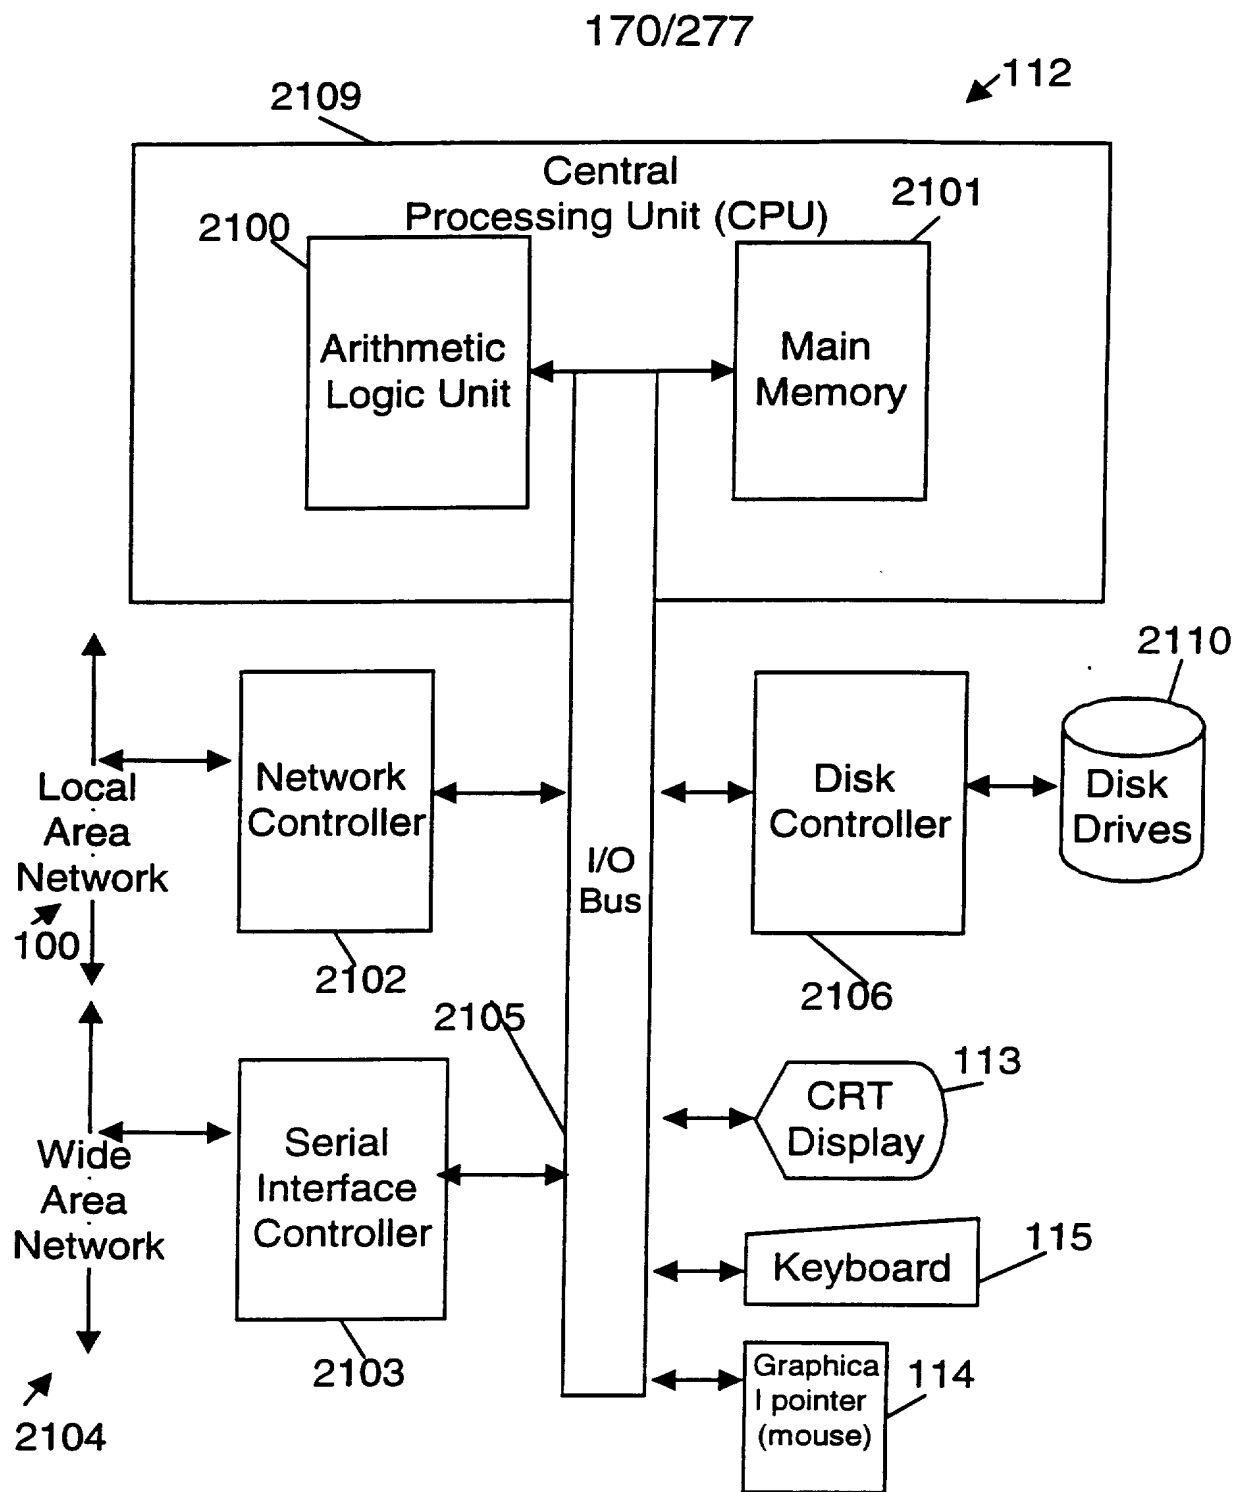 170/277
112
2109
Central
Processing Unit (CPU)
2100
2101
Arithmetic
Logic Unit
Main
Memory
2110
Local
Area
Network
100
Network
Controller
2102
I/O
Bus
Disk
Controller
2106
Disk
Drives
2105
Wide
Area
Network
2104
Serial
Interface
Controller
2103
CRT
Display
113
Keyboard
115
Graphica
l pointer
(mouse)
114